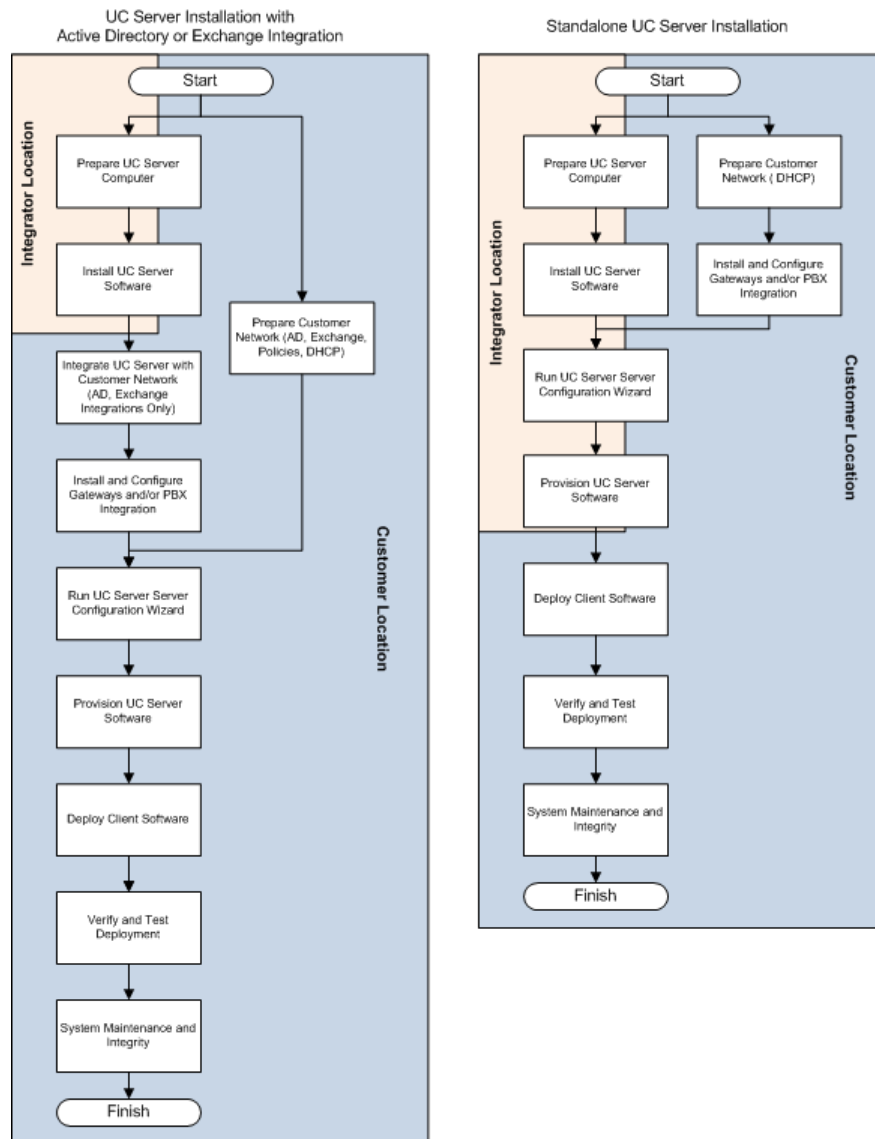 UC Server Installation with
Active Directory or Exchange Integration
Start
Integrator Location
Prepare UC Server
Computer
Install UC Server
Software
Prepare Customer
Network (AD, Exchange,
Policies, DHCP)
Integrate UC Server with
Customer Network
(AD, Exchange
Integrations Only)
Install and Configure
Gateways and/or PBX
Integration
Customer Location
Run UC Server Server
Configuration Wizard
Provision UC Server
Software
Deploy Client Software
Verify and Test
Deployment
System Maintenance and
Integrity
Finish
Standalone UC Server Installation
Start
Integrator Location
Prepare UC Server
Computer
Prepare Customer
Network ( DHCP)
Install UC Server
Software
Install and Configure
Gateways and/or PBX
Integration
Run UC Server Server
Configuration Wizard
Customer Location
Provision UC Server
Software
Deploy Client Software
Verify and Test
Deployment
System Maintenance and
Integrity
Finish